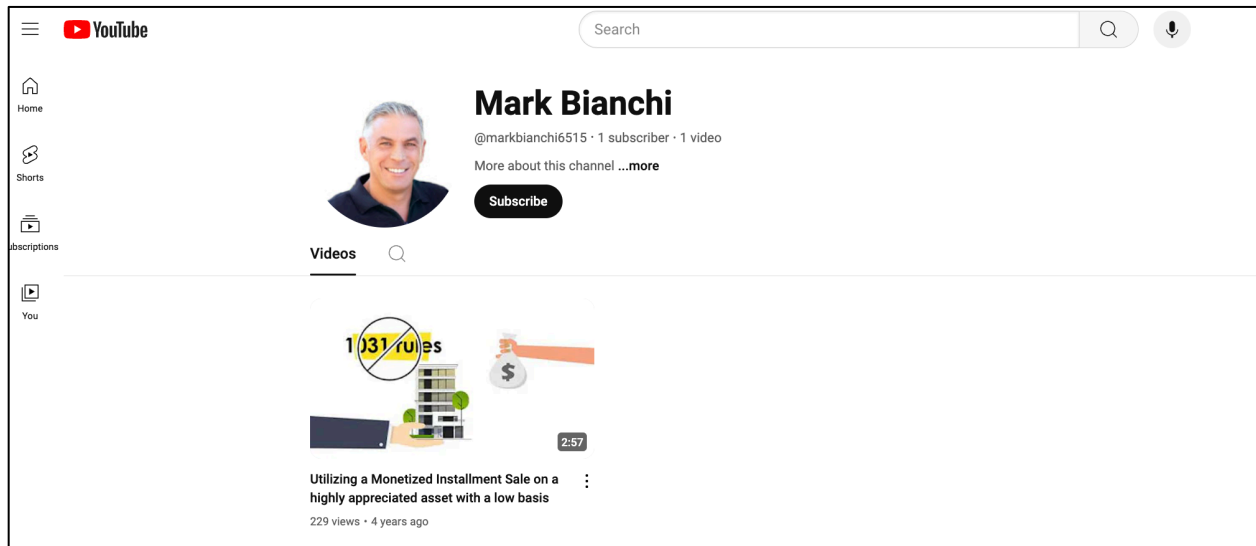 YouTube
Search
Home
Shorts
ubscriptions
You
Mark Bianchi
@markbianchi6515 · 1 subscriber · 1 video
More about this channel ...more
Subscribe
Videos
1031 rules
$
2:57
Utilizing a Monetized Installment Sale on a
highly appreciated asset with a low basis
229 views • 4 years ago